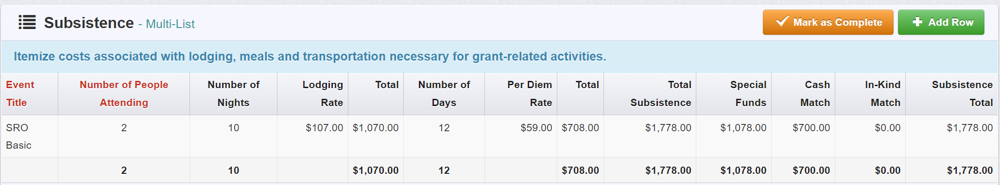 Subsistence - Multi-List
Mark as Complete
Add Row
Itemize costs associated with lodging, meals and transportation necessary for grant-related activities.
Event Title	Number of People Attending	Number of Nights	Lodging Rate	Total	Number of Days	Per Diem Rate	Total	Total Subsistence	Special Funds	Cash Match	In-Kind Match	Subsistence Total
SRO Basic	2	10	$107.00	$1,070.00	12	$59.00	$708.00	$1,778.00	$1,078.00	$700.00	$0.00	$1,778.00
2	10	$1,070.00	12	$708.00	$1,778.00	$1,078.00	$700.00	$0.00	$1,778.00